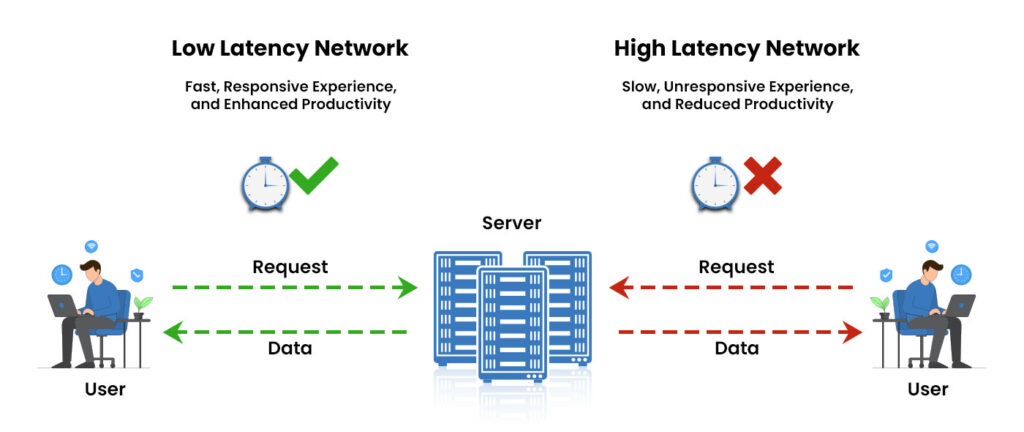 Low Latency Network
Fast, Responsive Experience,
and Enhanced Productivity
High Latency Network
Slow, Unresponsive Experience,
and Reduced Productivity
Server
Request
Data
User
Request
Data
User